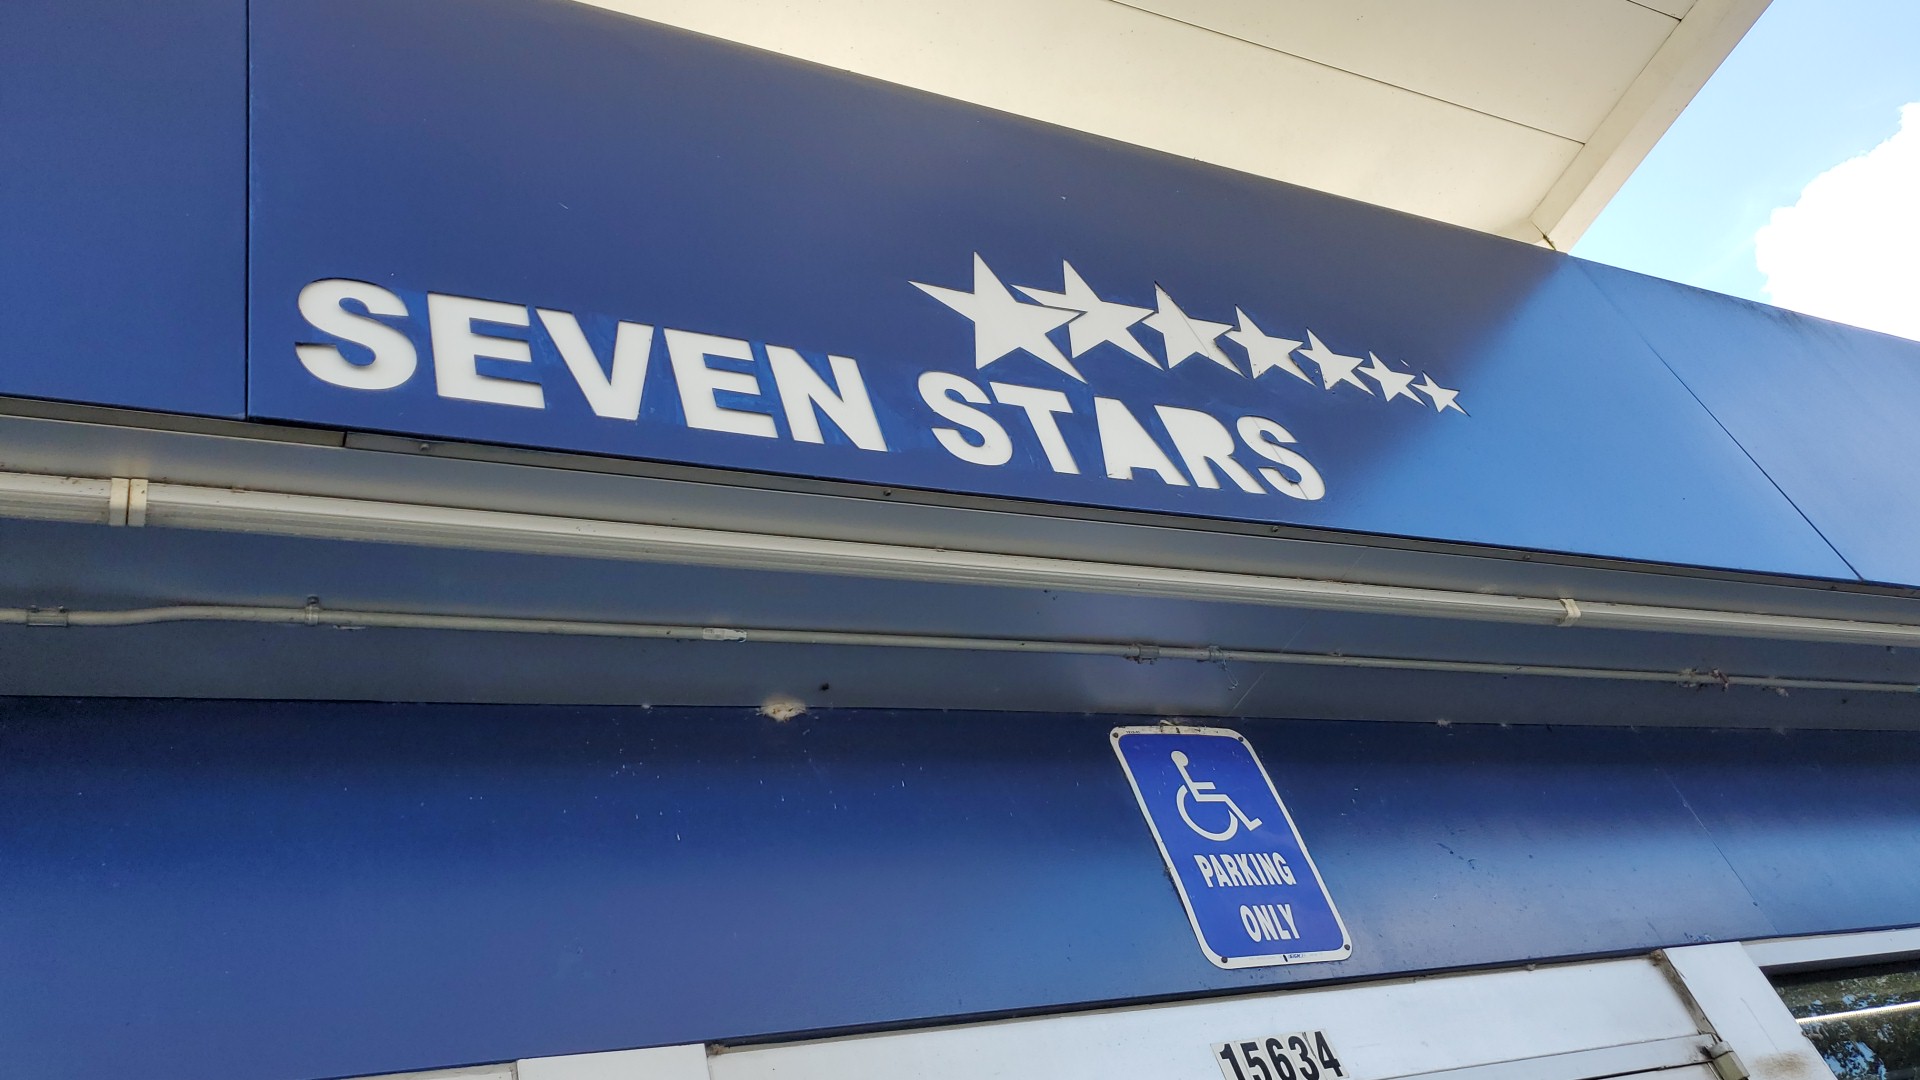 SEVEN STARS
PARKING
ONLY
15634